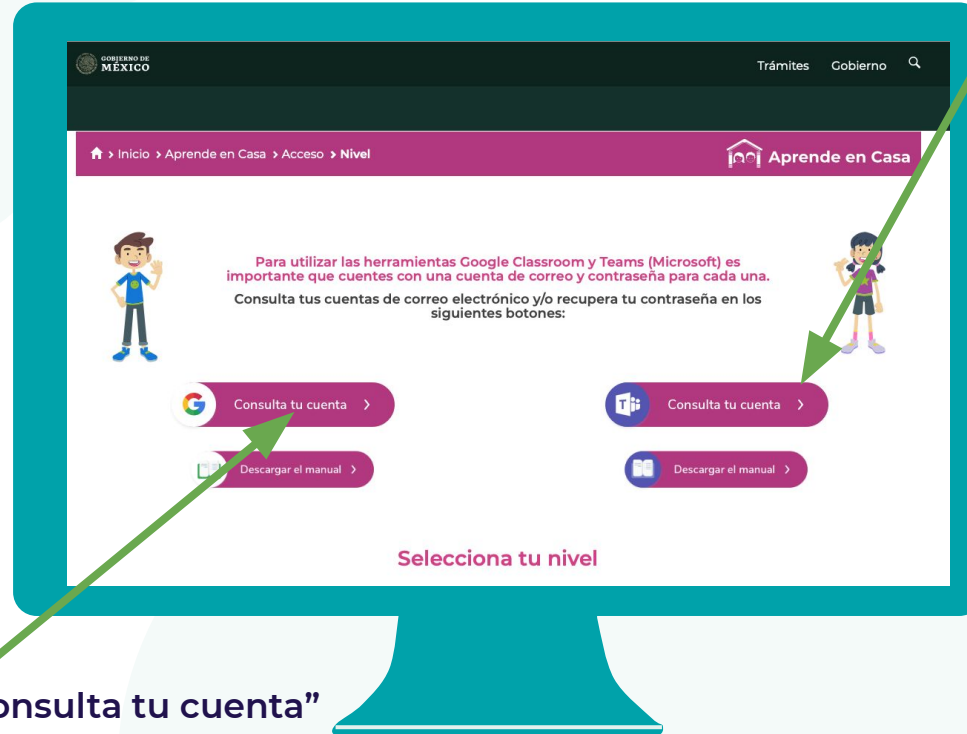 GOBIERNO DE
MÉXICO
Trámites Gobierno
> Inicio > Aprende en Casa > Acceso > Nivel
Aprende en Casa
Para utilizar las herramientas Google Classroom y Teams (Microsoft) es
importante que cuentes con una cuenta de correo y contraseña para cada una.
Consulta tus cuentas de correo electrónico y/o recupera tu contraseña en los
siguientes botones:
G Consulta tu cuenta >
T Consulta tu cuenta >
Descargar el manual >
Descargar el manual >
Selecciona tu nivel
onsulta tu cuenta”